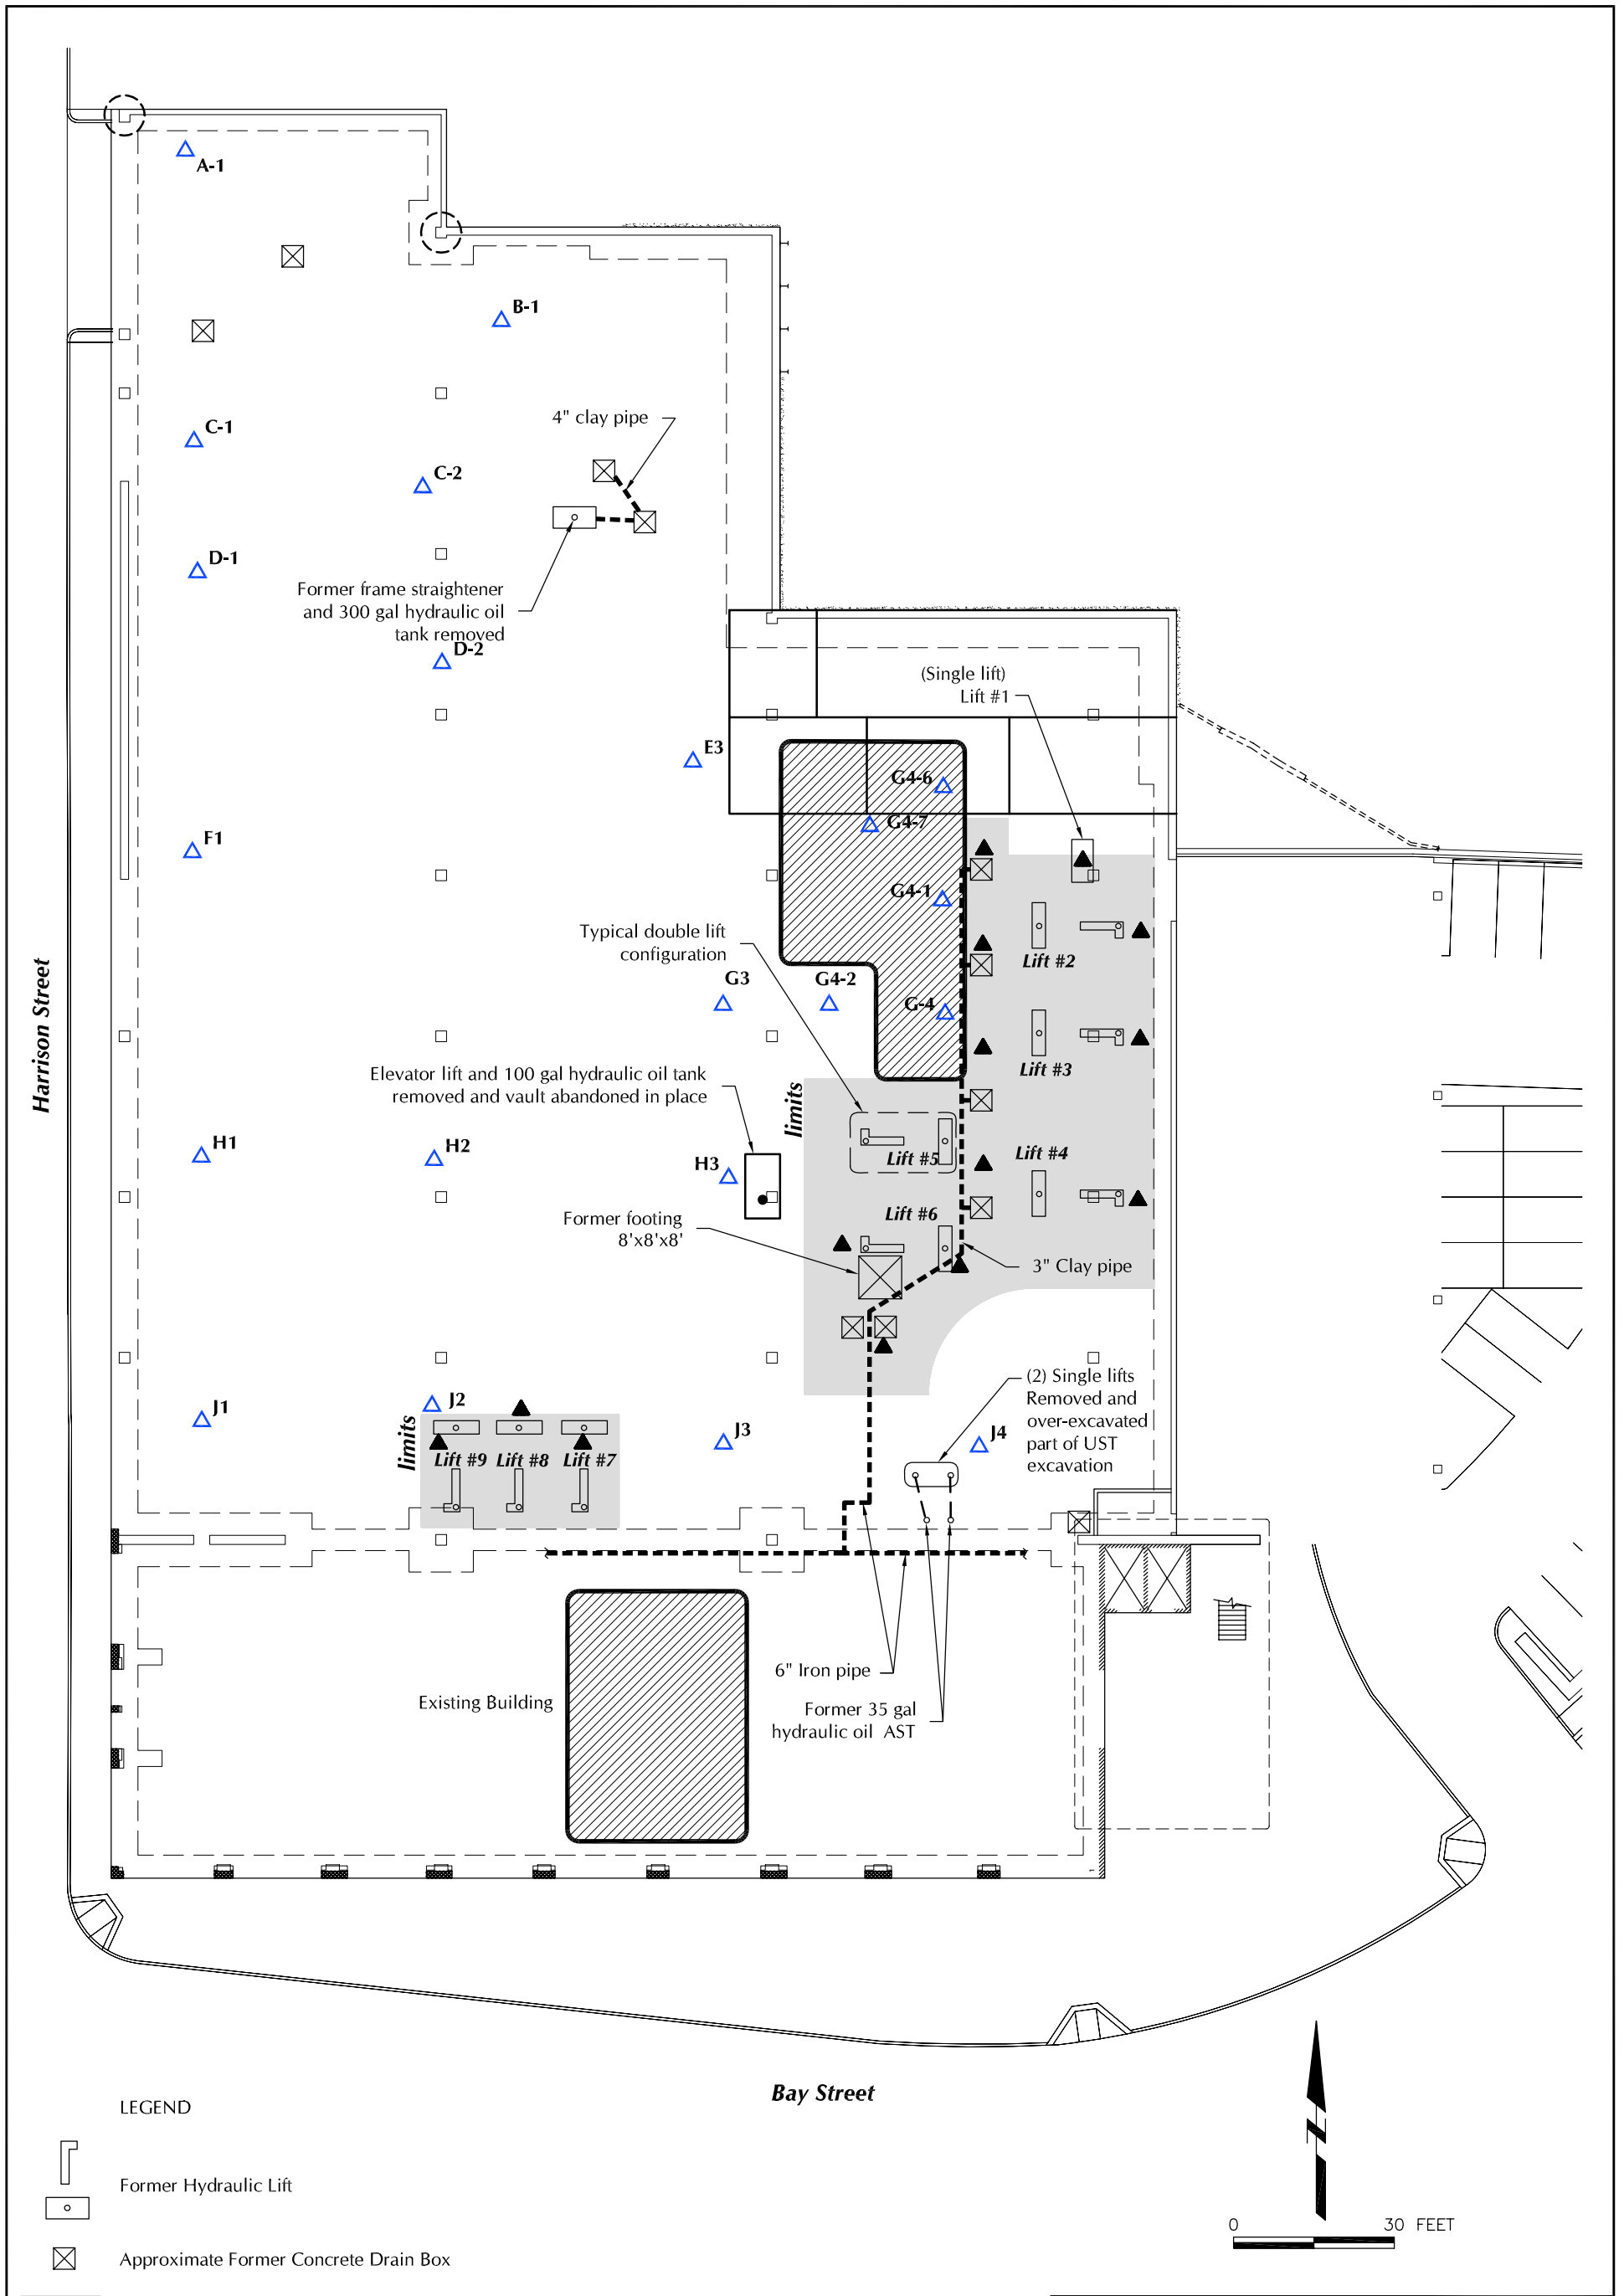 A-1
B-1
4" clay pipe
C-1
C-2
D-1
Former frame straightener
and 300 gal hydraulic oil
tank removed
D-2
(Single lift)
Lift #1
E3
G4-6
G4-7
F1
G4-1
Typical double lift
configuration
Lift #2
G3
G4-2
G-4
Harrison Street
Elevator lift and 100 gal hydraulic oil tank
removed and vault abandoned in place
limits
Lift #3
H1
H2
H3
Lift #5
Lift #4
Former footing
8'x8'x8'
Lift #6
3" Clay pipe
(2) Single lifts
Removed and
over-excavated
part of UST
excavation
J1
J2
J3
J4
limits
Lift #9
Lift #8
Lift #7
6" Iron pipe
Existing Building
Former 35 gal
hydraulic oil AST
Bay Street
LEGEND
Former Hydraulic Lift
Approximate Former Concrete Drain Box
N
0 30 FEET